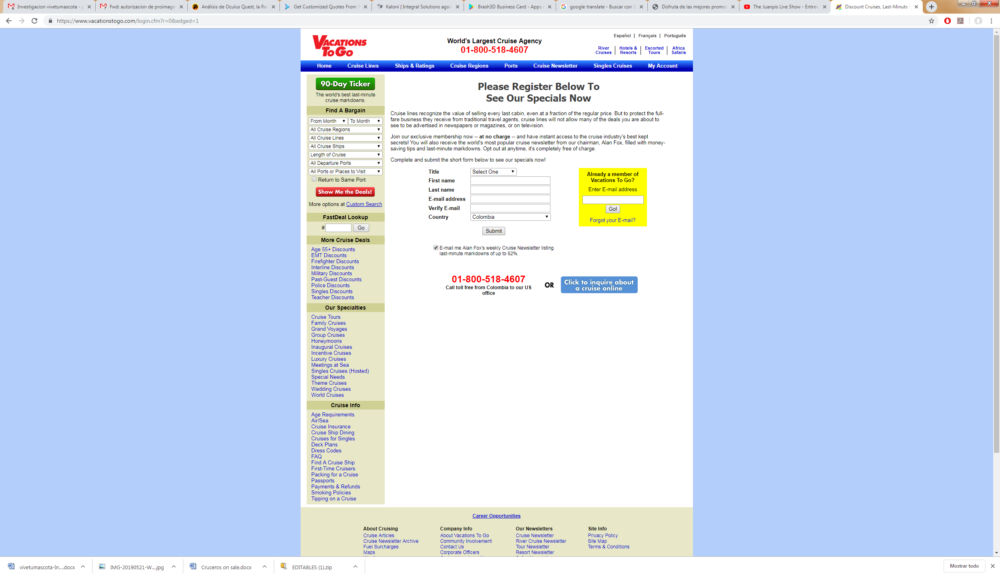 Investigacion vivetumascota - j
Fwd: autorizacion de proimage
Análisis de Oculus Quest, la Rea
Get Customized Quotes From T
Kaloni | Integral Solutions again
Brash3D Business Card - Apps e
google translate - Buscar con G
Disfruta de las mejores promoc
The Juanpis Live Show - Entrev
Discount Cruises, Last-Minute C
https://www.vacationstogo.com/login.cfm?r=0&edged=1
VACATIONS
TO GO
World's Largest Cruise Agency
01-800-518-4607
Español | Français | Português
River Cruises | Hotels & Resorts | Escorted Tours | Africa Safaris
Home Cruise Lines Ships & Ratings Cruise Regions Ports Cruise Newsletter Singles Cruises My Account
90-Day Ticker
The world's best last-minute
cruise markdowns.
Find A Bargain
From Month To Month
All Cruise Regions
All Cruise Lines
All Cruise Ships
Length of Cruise
All Departure Ports
All Ports or Places to Visit
Return to Same Port
Show Me the Deals!
More options at Custom Search
FastDeal Lookup
# Go
More Cruise Deals
Age 55+ Discounts
EMT Discounts
Firefighter Discounts
Interline Discounts
Military Discounts
Past-Guest Discounts
Police Discounts
Singles Discounts
Teacher Discounts
Our Specialties
Cruise Tours
Family Cruises
Grand Voyages
Group Cruises
Honeymoons
Inaugural Cruises
Incentive Cruises
Luxury Cruises
Meetings at Sea
Singles Cruises (Hosted)
Special Needs
Theme Cruises
Wedding Cruises
World Cruises
Cruise Info
Age Requirements
Air/Sea
Cruise Insurance
Cruise Ship Dining
Cruises for Singles
Deck Plans
Dress Codes
FAQ
Find A Cruise Ship
First-Time Cruisers
Packing for a Cruise
Passports
Payments & Refunds
Smoking Policies
Tipping on a Cruise
Please Register Below To
See Our Specials Now
Cruise lines recognize the value of selling every last cabin, even at a fraction of the regular price. But to protect the full-
fare business they receive from traditional travel agents, cruise lines will not allow many of the deals you are about to
see to be advertised in newspapers or magazines, or on television.
Join our exclusive membership now -- at no charge -- and have instant access to the cruise industry's best kept
secrets! You will also receive the world's most popular cruise newsletter from our chairman, Alan Fox, filled with money-
saving tips and last-minute markdowns. Opt out at anytime, it's completely free of charge.
Complete and submit the short form below to see our specials now!
Title Select One
First name
Last name
E-mail address
Verify E-mail
Country Colombia
Submit
Already a member of
Vacations To Go?
Enter E-mail address
Go!
Forgot your E-mail?
E-mail me Alan Fox's weekly Cruise Newsletter listing
last-minute markdowns of up to 82%.
01-800-518-4607
Call toll free from Colombia to our US
office
OR
Click to inquire about
a cruise online
Career Opportunities
About Cruising
Cruise Articles
Cruise Newsletter Archive
Fuel Surcharges
Maps
Company Info
About Vacations To Go
Community Involvement
Contact Us
Corporate Officers
Our Newsletters
Cruise Newsletter
River Cruise Newsletter
Tour Newsletter
Resort Newsletter
Site Info
Privacy Policy
Site Map
Terms & Conditions
vivetumascota-In....docx
IMG-20190521-W....jpg
Cruceros on sale.docx
EDITABLES (1).zip
Mostrar todo